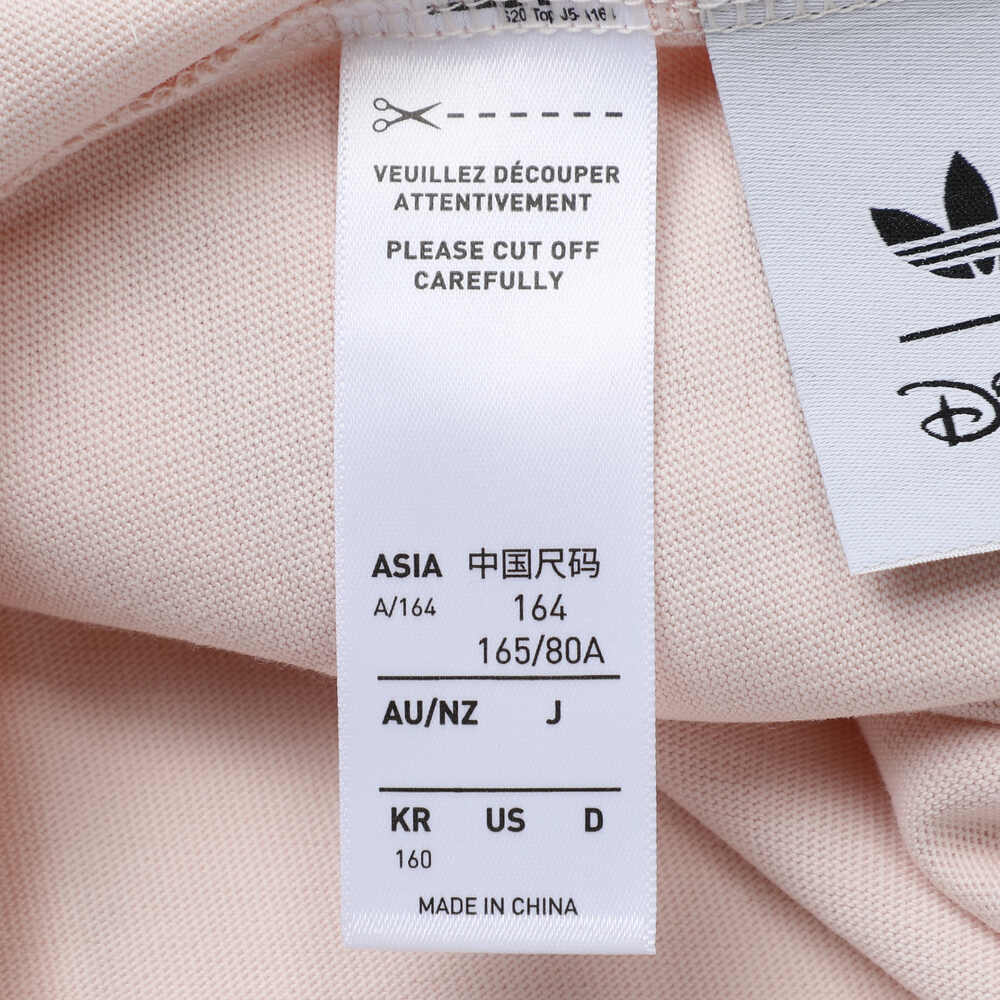 VEUILLEZ DÉCOUPER
ATTENTIVEMENT
PLEASE CUT OFF
CAREFULLY
ASIA 中国尺码
A/164 164
165/80A
AU/NZ J
KR US D
160
MADE IN CHINA